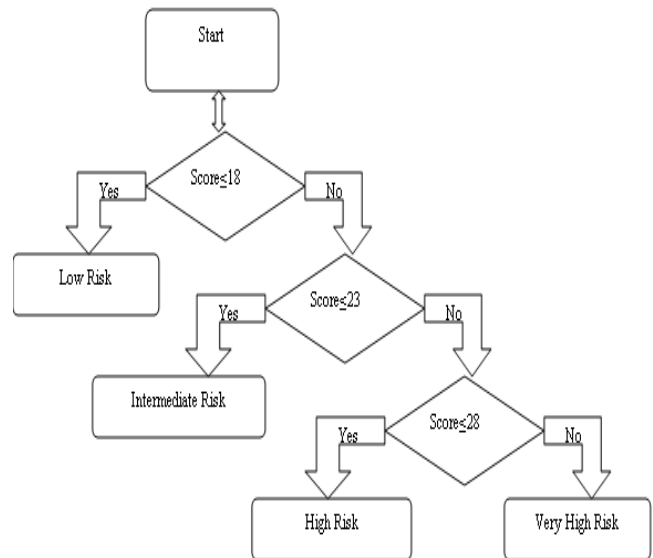 Start
Score≤18
Yes
No
Low Risk
Score≤23
Yes
No
Intermediate Risk
Score≤28
Yes
No
High Risk
Very High Risk